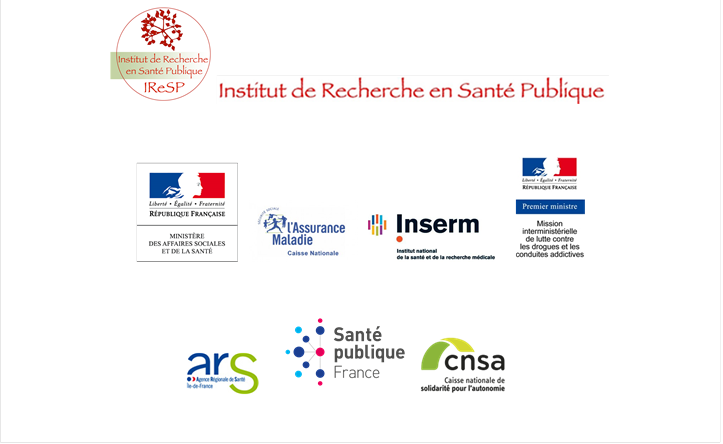 Institut de Recherche
en Santé Publique
IReSP
Institut de Recherche en Santé Publique
Liberté • Égalité • Fraternité
RÉPUBLIQUE FRANÇAISE
MINISTÈRE
DES AFFAIRES SOCIALES
ET DE LA SANTÉ
l'Assurance
Maladie
Caisse Nationale
Inserm
Institut national
de la santé et de la recherche médicale
Liberté • Égalité • Fraternité
RÉPUBLIQUE FRANÇAISE
Premier ministre
Mission
interministérielle
de lutte contre
les drogues et les
conduites addictives
ars
Agence Régionale de Santé
Île-de-France
Santé
publique
France
cnsa
Caisse nationale de
solidarité pour l'autonomie